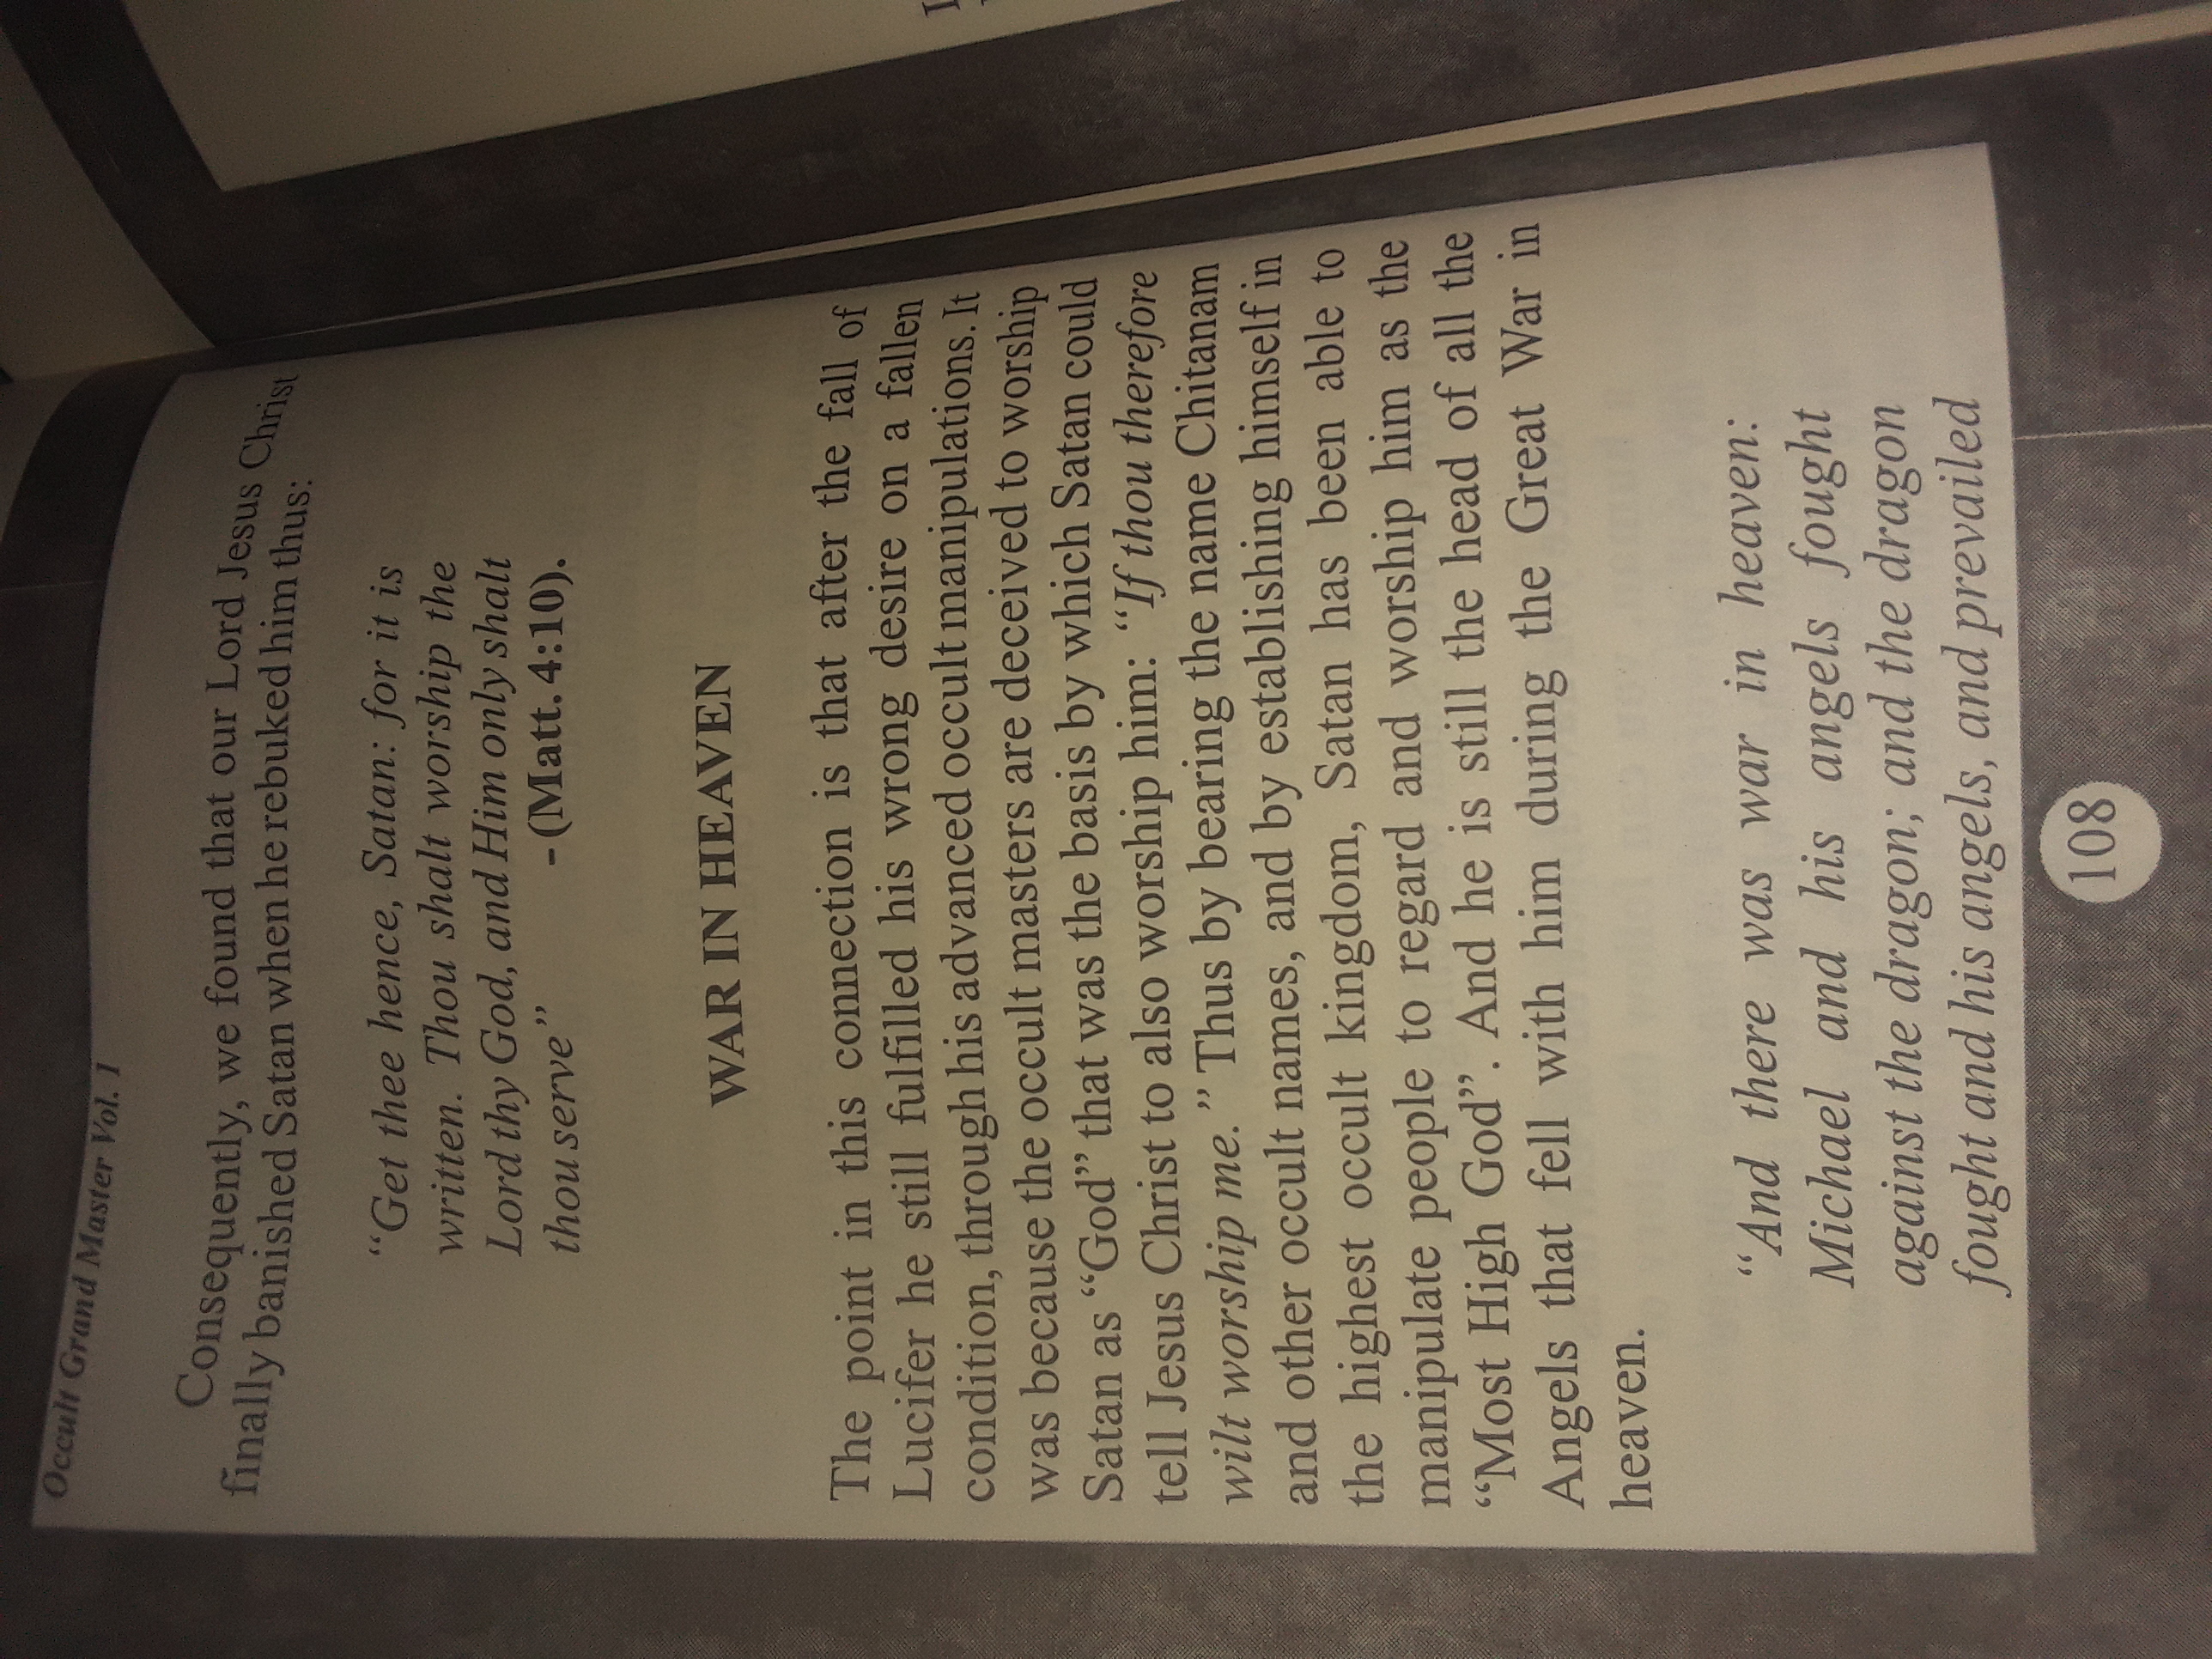 Occult Grand Master Vol. 1
Consequently, we found that our Lord Jesus Christ
finally banished Satan when he rebuked him thus:
“Get thee hence, Satan: for it is
written. Thou shalt worship the
Lord thy God, and Him only shalt
thou serve” - (Matt. 4:10).
WAR IN HEAVEN
The point in this connection is that after the fall of
Lucifer he still fulfilled his wrong desire on a fallen
condition, through his advanced occult manipulations. It
was because the occult masters are deceived to worship
Satan as “God” that was the basis by which Satan could
tell Jesus Christ to also worship him: “If thou therefore
wilt worship me.” Thus by bearing the name Chitanam
and other occult names, and by establishing himself in
the highest occult kingdom, Satan has been able to
manipulate people to regard and worship him as the
“Most High God”. And he is still the head of all the
Angels that fell with him during the Great War in
heaven.
“And there was war in heaven:
Michael and his angels fought
against the dragon; and the dragon
fought and his angels, and prevailed
108